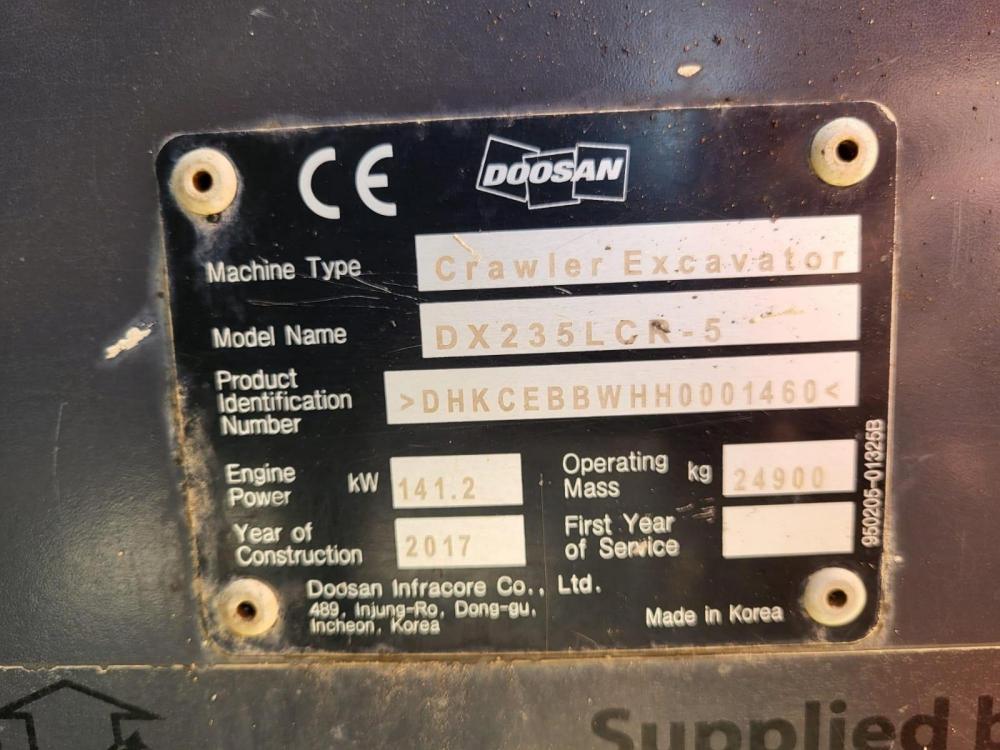 CE DOOSAN
Machine Type Crawler Excavator
Model Name DX235LCR-5
Product
Identification
Number
>DHKCEBBWHH0001460<
Engine
Power
kW 141.2
Operating
Mass
kg 24900
Year of
Construction
2017
First Year
of Service
Doosan Infracore Co., Ltd.
489, Injung-Ro, Dong-gu,
Incheon, Korea
Made in Korea
950205-01325B
Supplied b